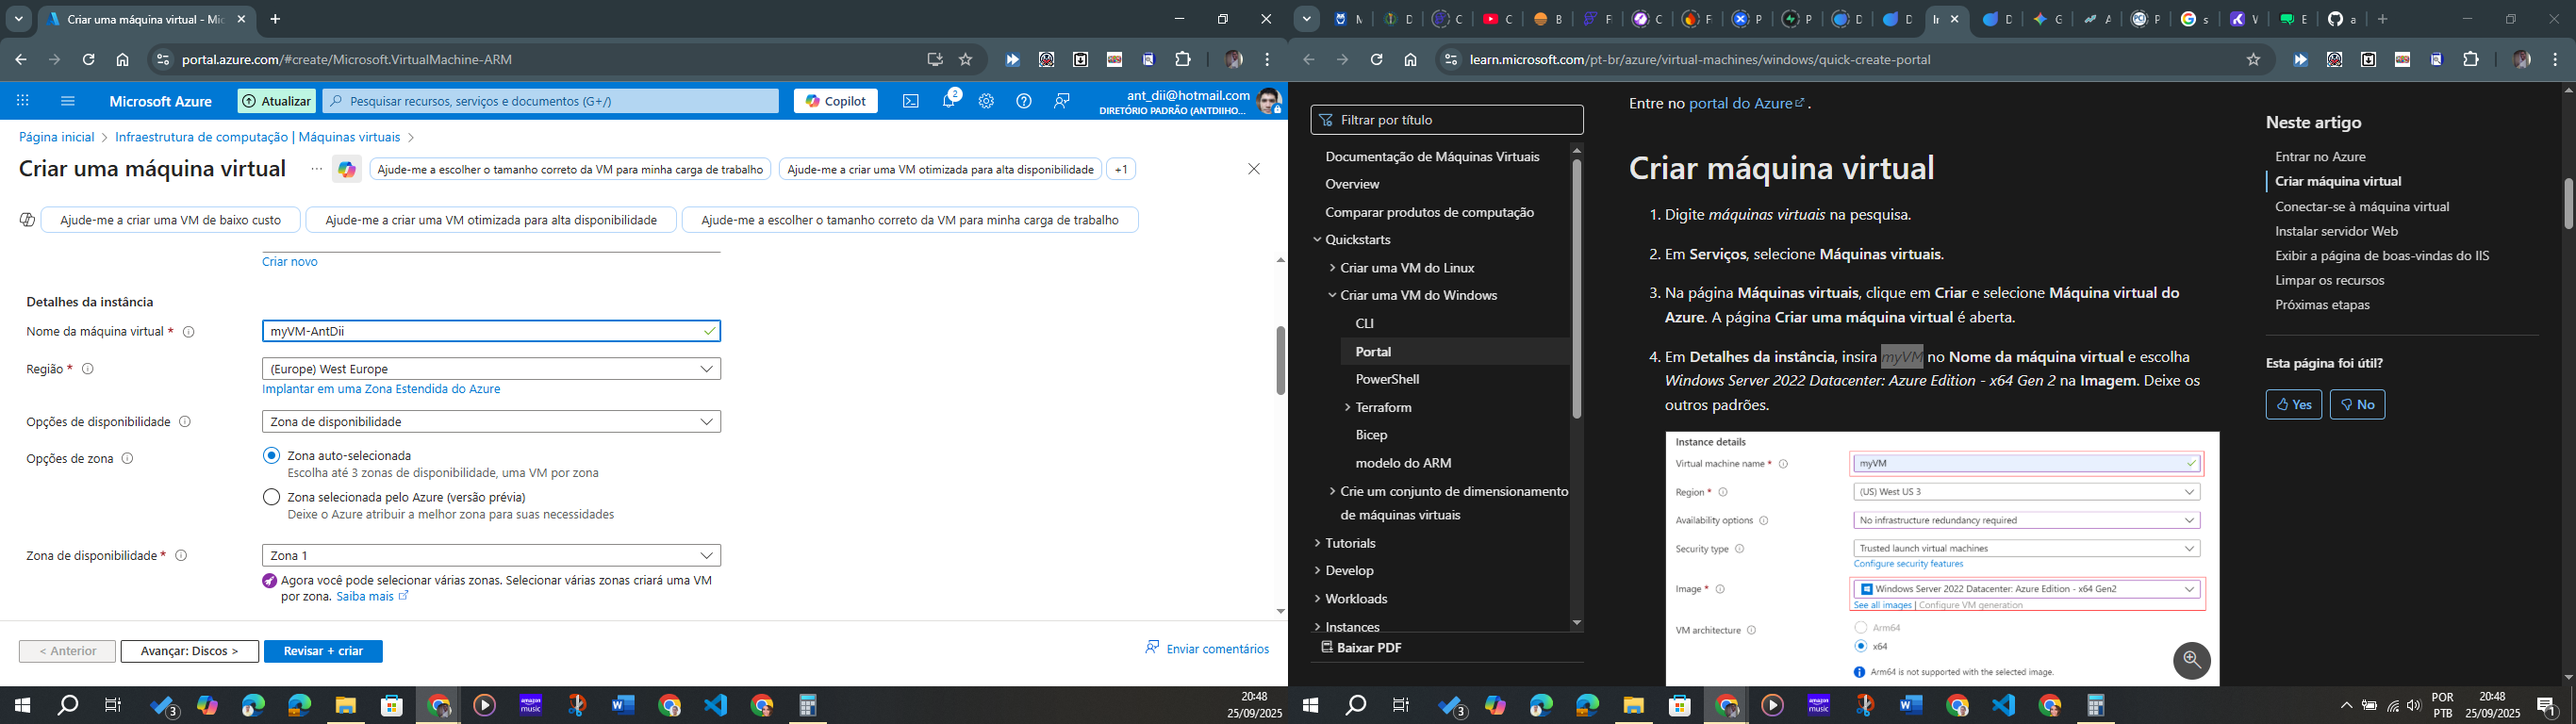 Criar uma máquina virtual - Mic
portal.azure.com/#create/Microsoft.VirtualMachine-ARM
Microsoft Azure
Atualizar
Pesquisar recursos, serviços e documentos (G+/)
Copilot
2
ant_dii@hotmail.com
DIRETÓRIO PADRÃO (ANTDIIHO...
Página inicial > Infraestrutura de computação | Máquinas virtuais >
Criar uma máquina virtual
...
Ajude-me a escolher o tamanho correto da VM para minha carga de trabalho
Ajude-me a criar uma VM otimizada para alta disponibilidade
+1
Ajude-me a criar uma VM de baixo custo
Ajude-me a criar uma VM otimizada para alta disponibilidade
Ajude-me a escolher o tamanho correto da VM para minha carga de trabalho
Criar novo
Detalhes da instância
Nome da máquina virtual *
myVM-AntDii
Região *
(Europe) West Europe
Implantar em uma Zona Estendida do Azure
Opções de disponibilidade
Zona de disponibilidade
Opções de zona
Zona auto-selecionada
Escolha até 3 zonas de disponibilidade, uma VM por zona
Zona selecionada pelo Azure (versão prévia)
Deixe o Azure atribuir a melhor zona para suas necessidades
Zona de disponibilidade *
Zona 1
Agora você pode selecionar várias zonas. Selecionar várias zonas criará uma VM
por zona. Saiba mais
< Anterior
Avançar: Discos >
Revisar + criar
Enviar comentários
3
20:48
25/09/2025
learn.microsoft.com/pt-br/azure/virtual-machines/windows/quick-create-portal
Filtrar por título
Documentação de Máquinas Virtuais
Overview
Comparar produtos de computação
Quickstarts
Criar uma VM do Linux
Criar uma VM do Windows
CLI
Portal
PowerShell
Terraform
Bicep
modelo do ARM
Crie um conjunto de dimensionamento
de máquinas virtuais
Tutorials
Develop
Workloads
Instances
Baixar PDF
Entre no portal do Azure .
Criar máquina virtual
1. Digite máquinas virtuais na pesquisa.
2. Em Serviços, selecione Máquinas virtuais.
3. Na página Máquinas virtuais, clique em Criar e selecione Máquina virtual do
Azure. A página Criar uma máquina virtual é aberta.
4. Em Detalhes da instância, insira myVM no Nome da máquina virtual e escolha
Windows Server 2022 Datacenter: Azure Edition - x64 Gen 2 na Imagem. Deixe os
outros padrões.
Instance details
Virtual machine name *
myVM
Region *
(US) West US 3
Availability options
No infrastructure redundancy required
Security type
Trusted launch virtual machines
Configure security features
Image *
Windows Server 2022 Datacenter: Azure Edition - x64 Gen2
See all images | Configure VM generation
VM architecture
Arm64
x64
Arm64 is not supported with the selected image.
Neste artigo
Entrar no Azure
Criar máquina virtual
Conectar-se à máquina virtual
Instalar servidor Web
Exibir a página de boas-vindas do IIS
Limpar os recursos
Próximas etapas
Esta página foi útil?
Yes
No
3
POR
PTB
20:48
25/09/2025
1